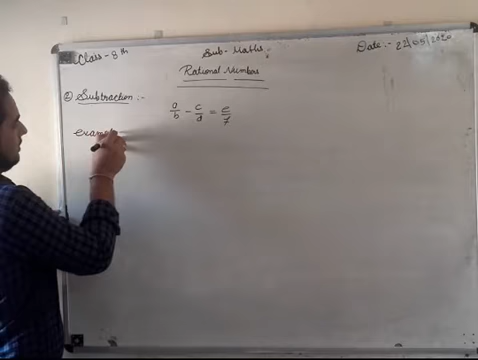 Class - 8th
Sub - Maths :
Date :- 22/05/2020
Rational Numbers
② Subtraction :-
a/b - c/d = e/f
exam